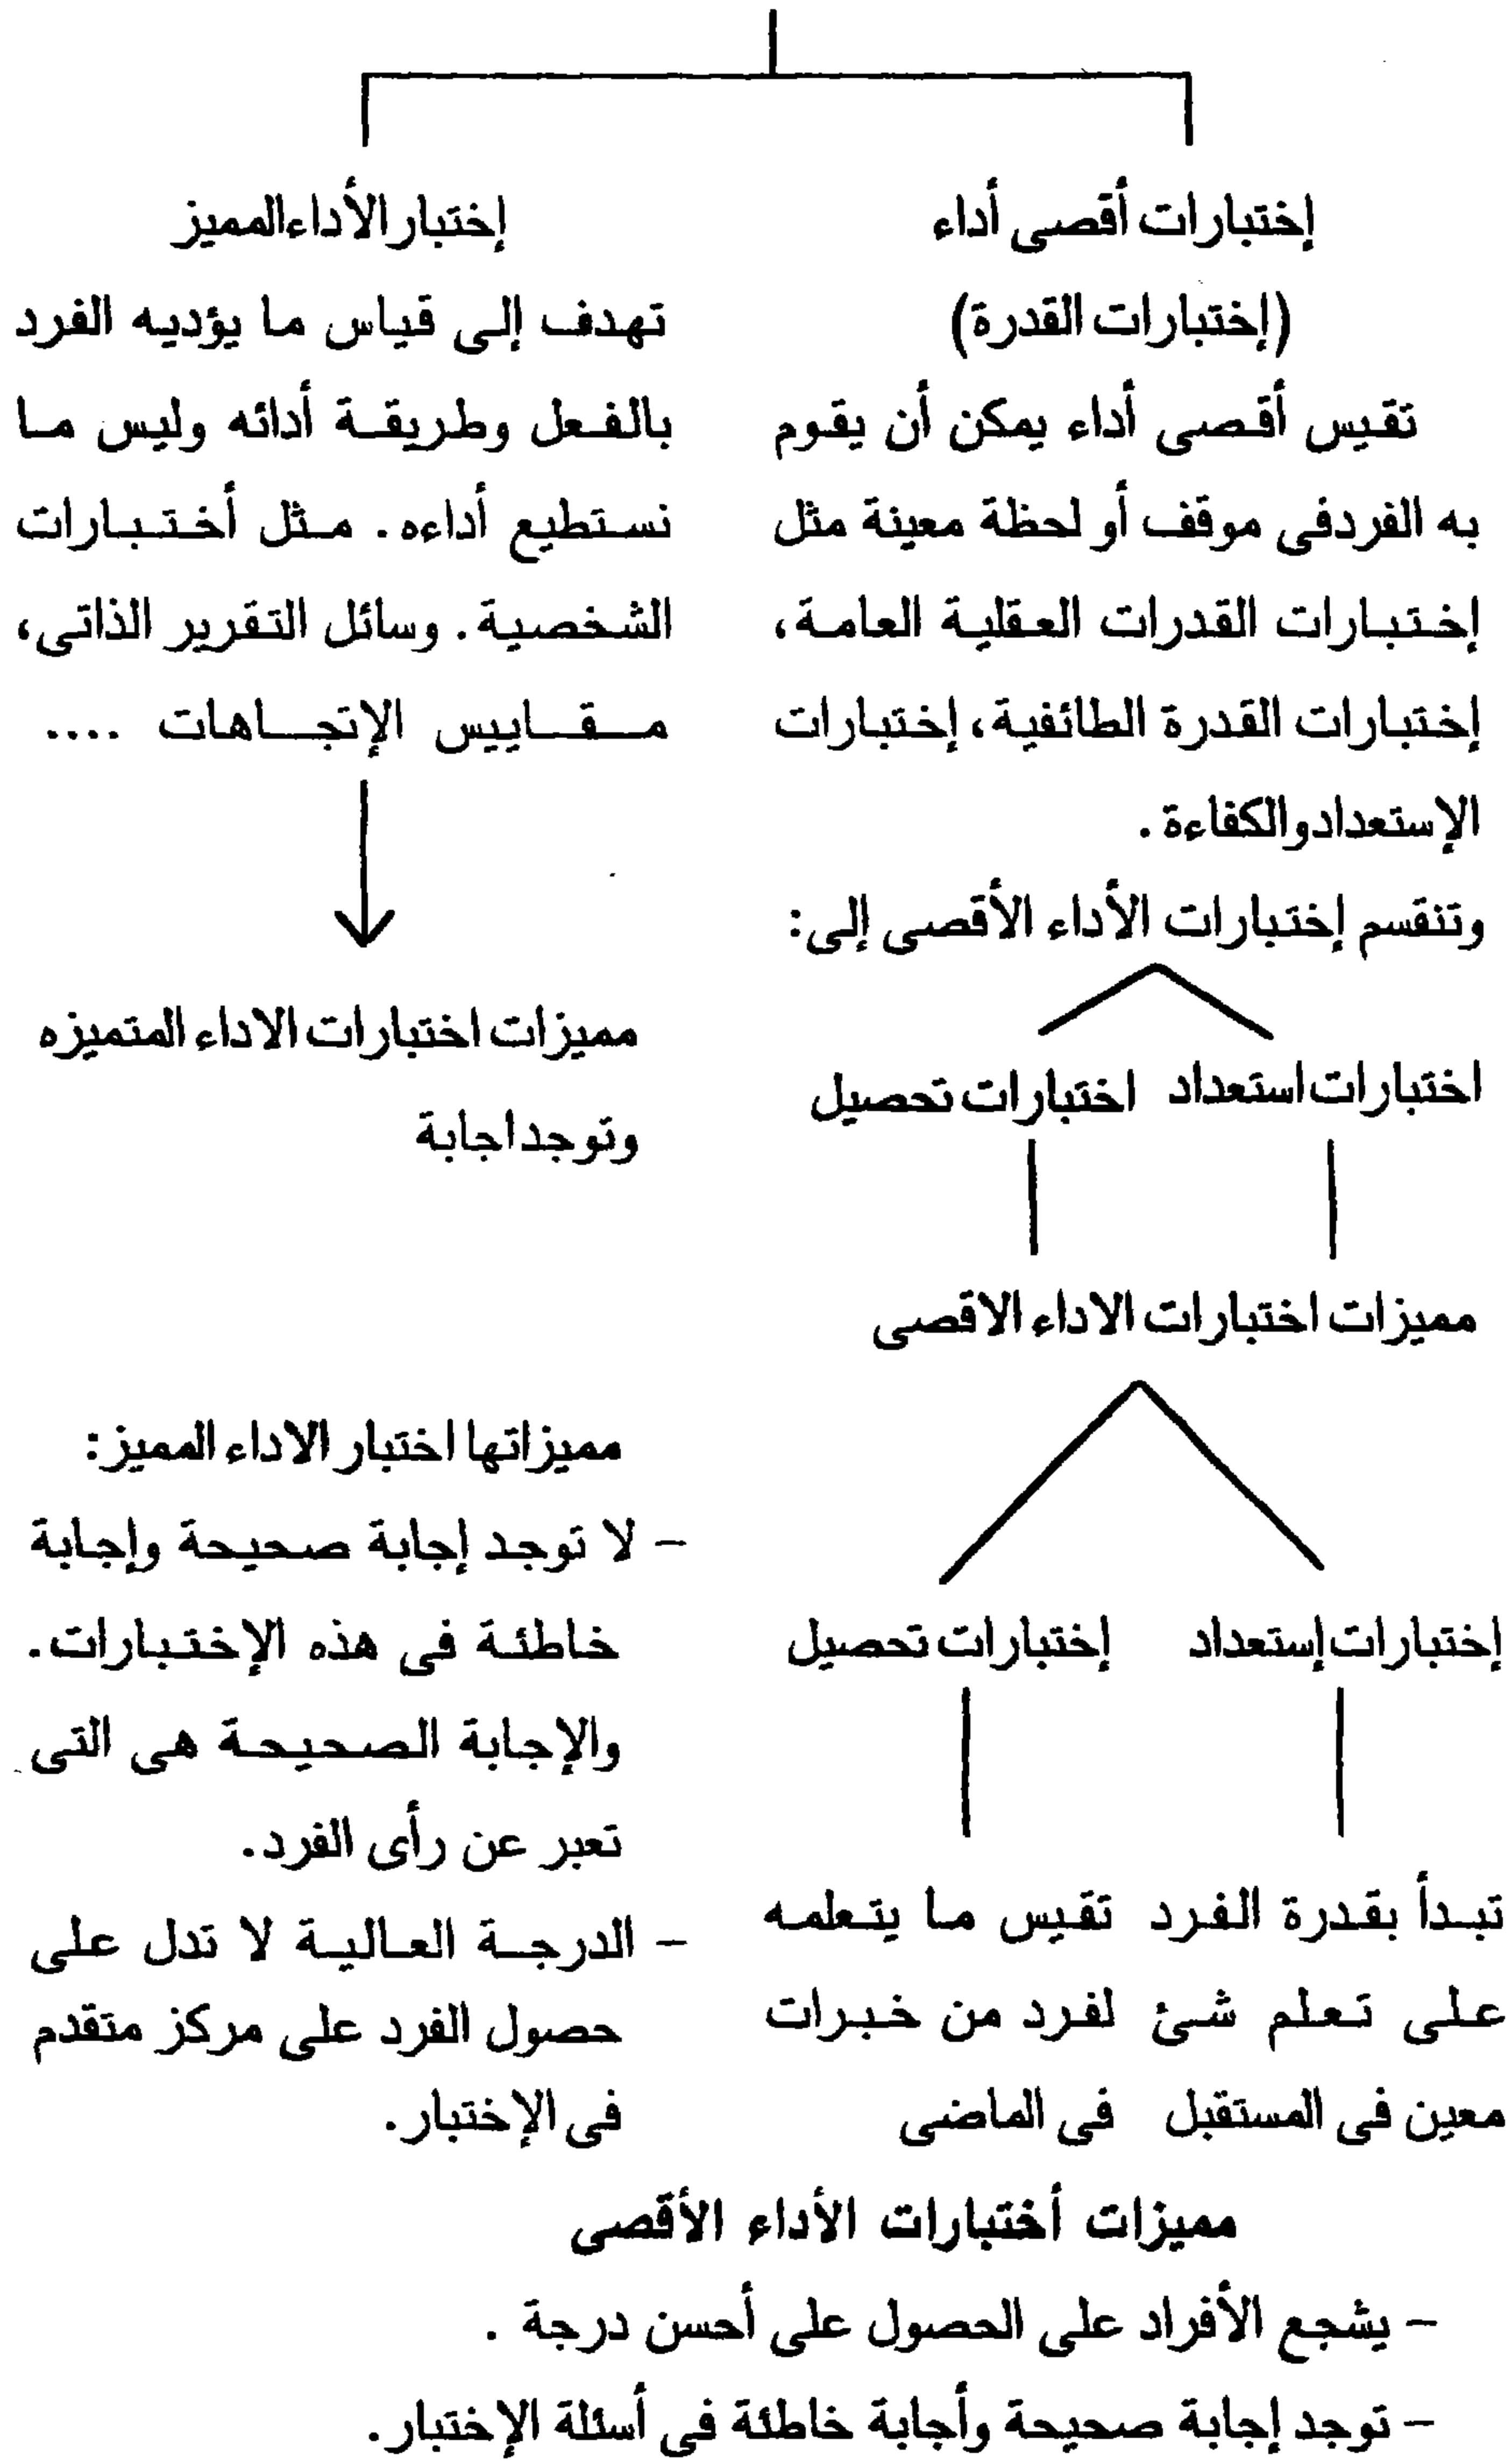 إختبارات أقصى أداء
(إختبارات القدرة)
تقيس أقصى أداء يمكن أن يقوم
به الفردفى موقف أو لحظة معينة مثل
إختبارات القدرات العقلية العامة،
إختبارات القدرة الطائفية، إختبارات
الإستعدادوالكفاءة.
وتنقسم إختبارات الأداء الأقصى إلى:
اختبارات استعداد اختبارات تحصيل
مميزات اختبارات الاداء الاقصى
إختبارات إستعداد إختبارات تحصيل
تبدأ بقدرة الفرد تقيس ما يتعلمه
على تعلم شئ لفرد من خبرات
معين فى المستقبل فى الماضى
إختبار الأداءالمميز
تهدف إلى قياس ما يؤديه الفرد
بالفعل وطريقة أدائه وليس ما
نستطيع أداءه. مثل أختبارات
الشخصية. وسائل التقرير الذاتى،
مقاييس الإتجاهات ....
مميزات اختبارات الاداء المتميزه
وتوجد اجابة
مميزاتها اختبار الاداء المميز:
- لا توجد إجابة صحيحة وإجابة
خاطئة فى هذه الإختبارات.
والإجابة الصحيحة هى التى
تعبر عن رأى الفرد.
- الدرجة العالية لا تدل على
حصول الفرد على مركز متقدم
فى الإختبار.
مميزات أختبارات الأداء الأقصى
- يشجع الأفراد على الحصول على أحسن درجة .
- توجد إجابة صحيحة وأجابة خاطئة فى أسئلة الإختبار.